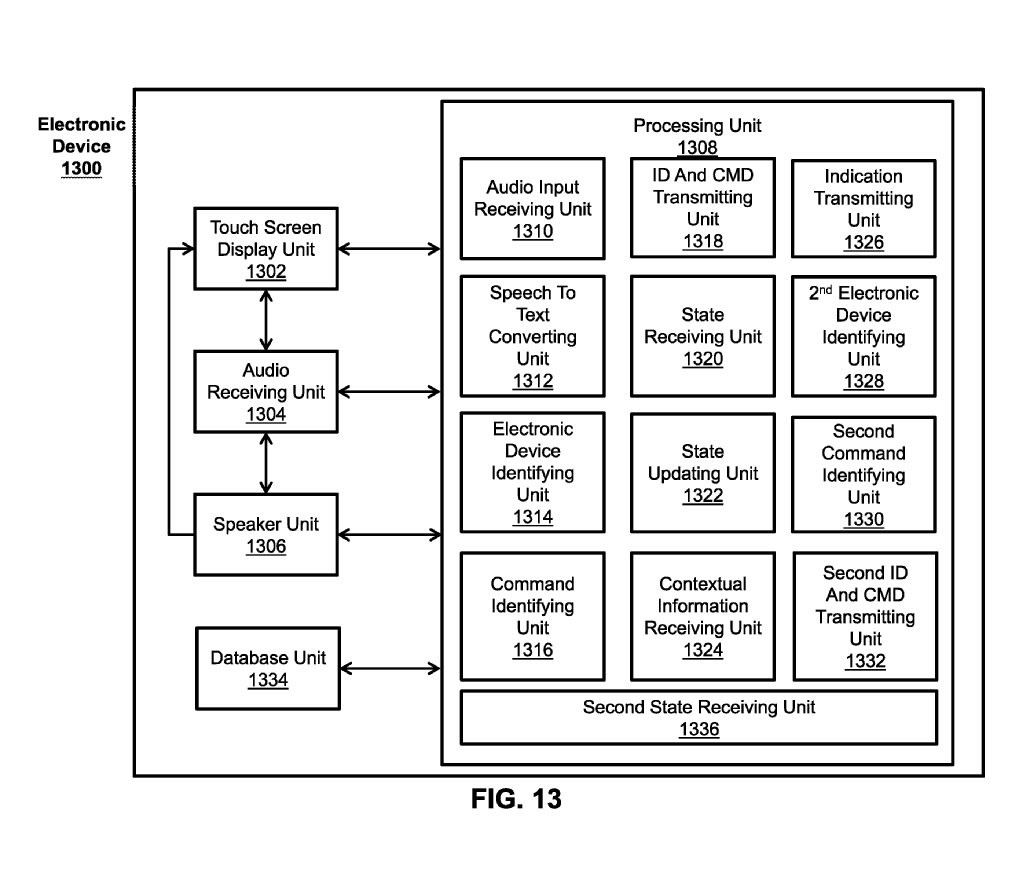 Electronic
Device
1300
Processing Unit
1308
Touch Screen
Display Unit
1302
Audio
Receiving Unit
1304
Speaker Unit
1306
Database Unit
1334
Audio Input
Receiving Unit
1310
ID And CMD
Transmitting
Unit
1318
Indication
Transmitting
Unit
1326
Speech To
Text
Converting
Unit
1312
State
Receiving Unit
1320
2nd Electronic
Device
Identifying
Unit
1328
Electronic
Device
Identifying
Unit
1314
State
Updating Unit
1322
Second
Command
Identifying
Unit
1330
Command
Identifying
Unit
1316
Contextual
Information
Receiving Unit
1324
Second ID
And CMD
Transmitting
Unit
1332
Second State Receiving Unit
1336
FIG. 13